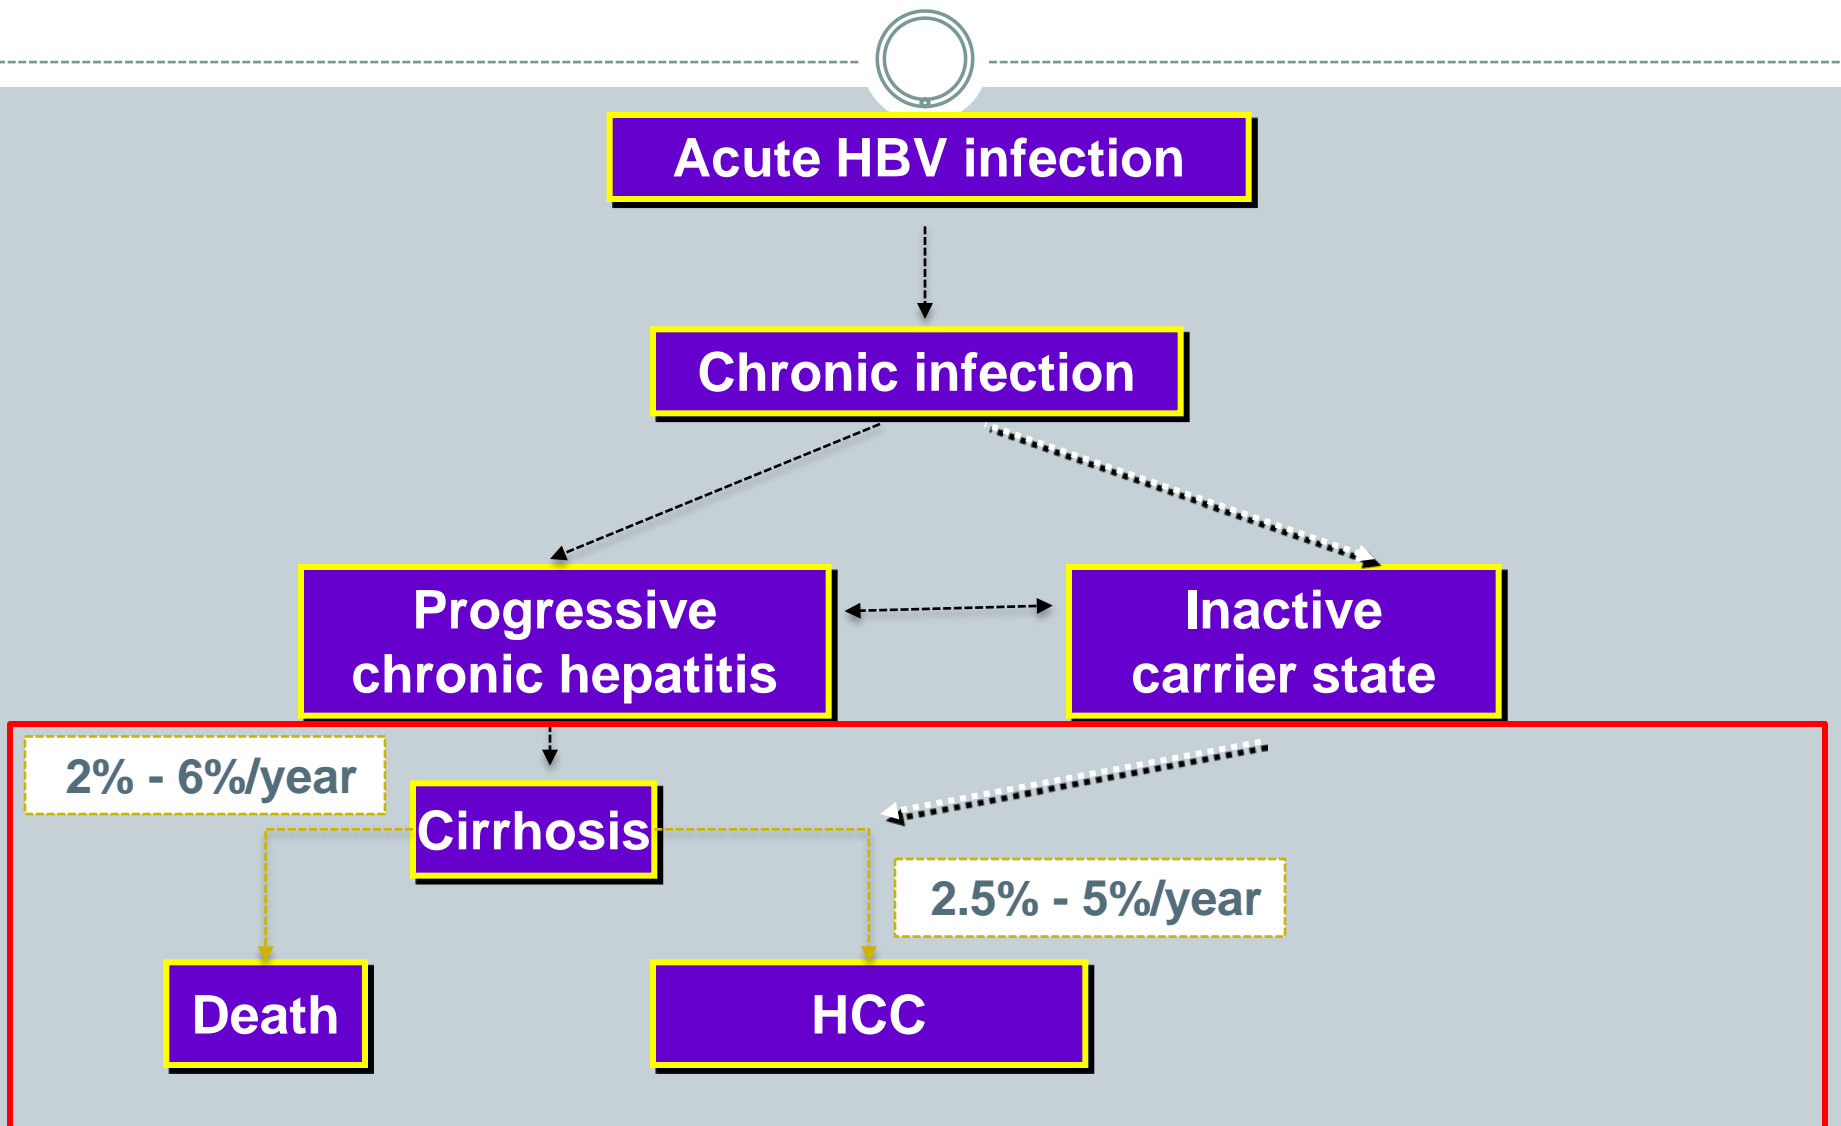 Acute HBV infection
Chronic infection
Progressive
chronic hepatitis
Inactive
carrier state
2% - 6%/year
Cirrhosis
2.5% - 5%/year
Death
HCC